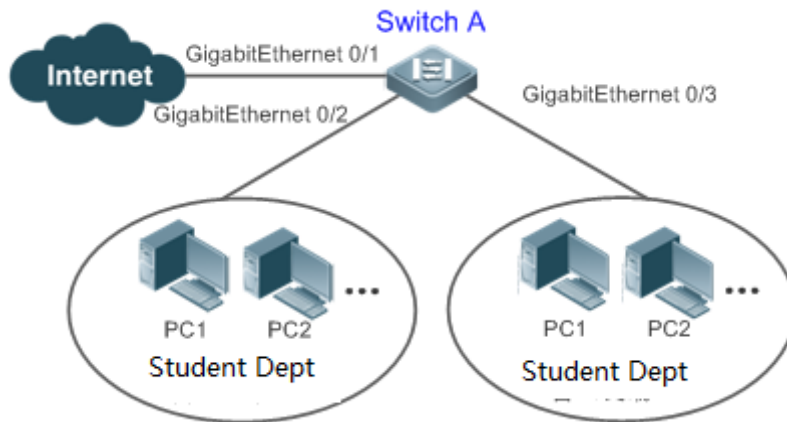 Switch A
GigabitEthernet 0/1
Internet
GigabitEthernet 0/2
GigabitEthernet 0/3
PC1 PC2 ...
Student Dept
PC1 PC2 ...
Student Dept